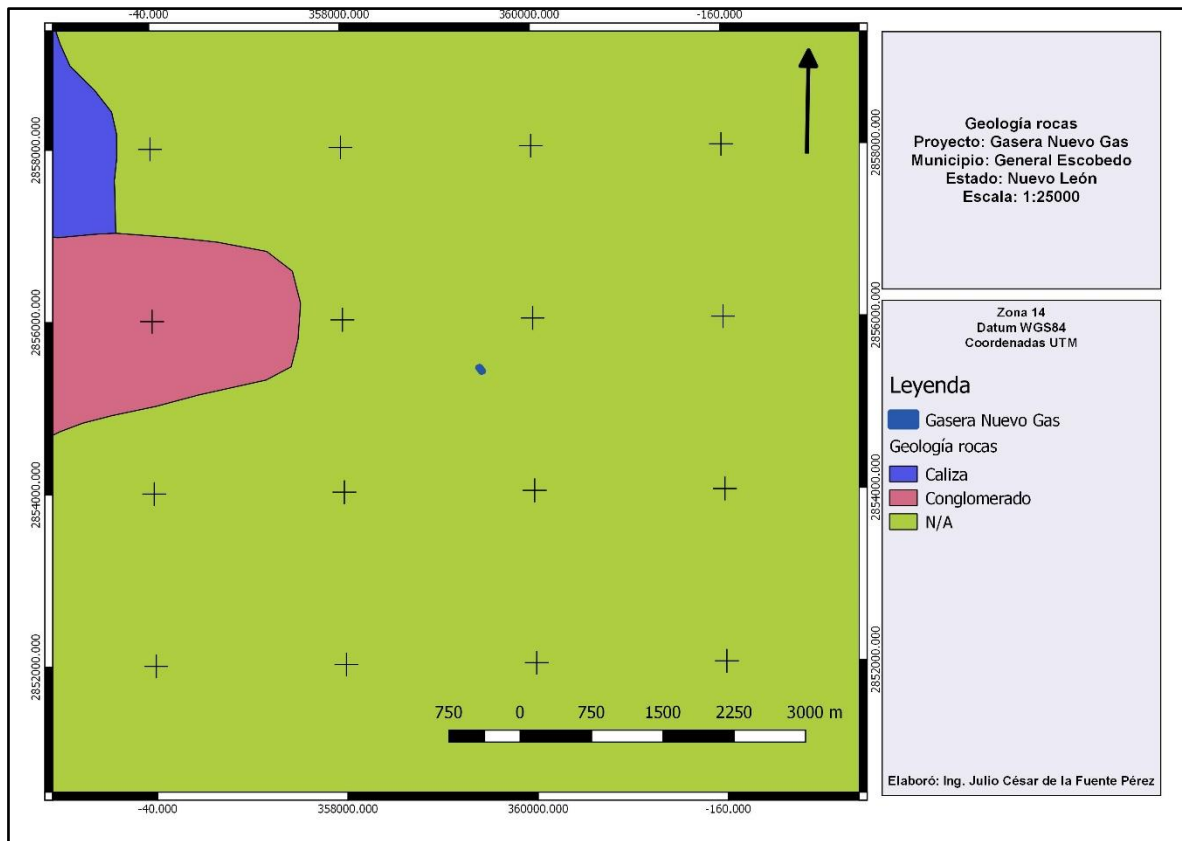 -40.000
358000.000
360000.000
-160.000
2858000.000
2858000.000
2856000.000
2856000.000
2854000.000
2854000.000
2852000.000
2852000.000
750 0 750 1500 2250 3000 m
-40.000
358000.000
360000.000
-160.000
Geología rocas
Proyecto: Gasera Nuevo Gas
Municipio: General Escobedo
Estado: Nuevo León
Escala: 1:25000
Zona 14
Datum WGS84
Coordenadas UTM
Leyenda
Gasera Nuevo Gas
Geología rocas
Caliza
Conglomerado
N/A
Elaboró: Ing. Julio César de la Fuente Pérez